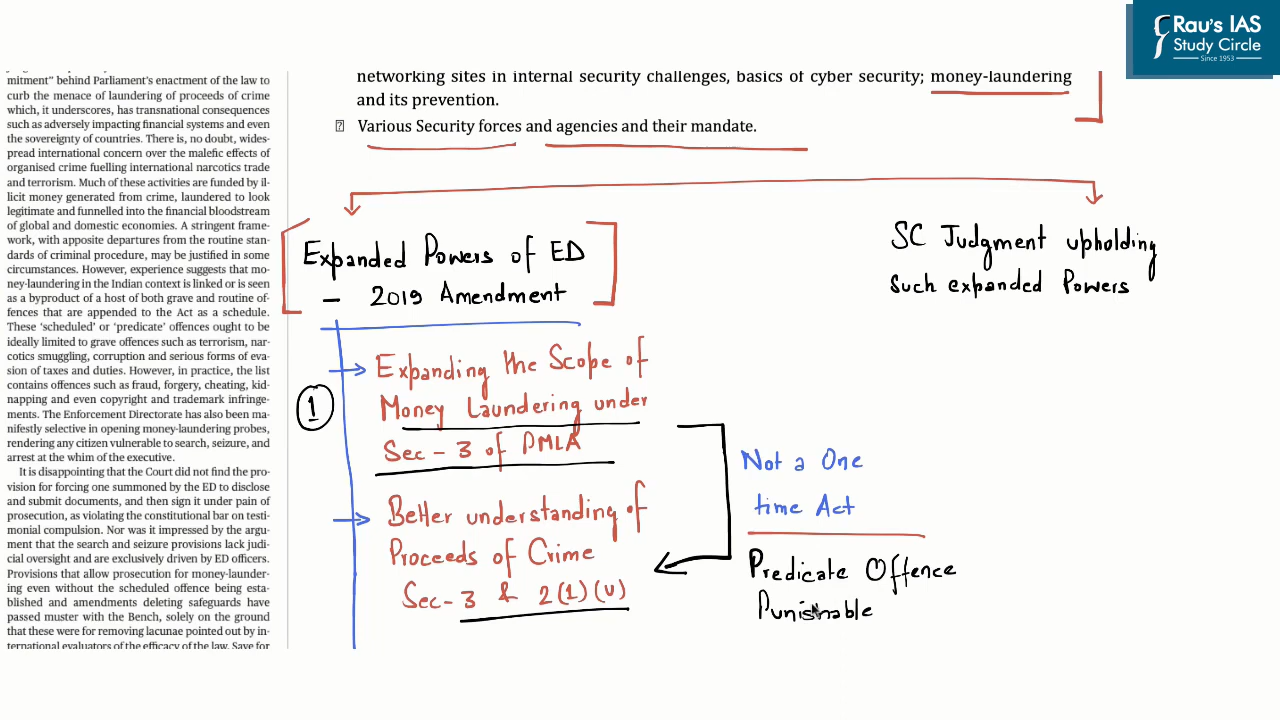 Rau's IAS
Study Circle
Since 1953
mitment" behind Parliament's enactment of the law to
curb the menace of laundering of proceeds of crime
which, it underscores, has transnational consequences
such as adversely impacting financial systems and even
the sovereignty of countries. There is, no doubt, wides-
pread international concern over the malefic effects of
organised crime fuelling international narcotics trade
and terrorism. Much of these activities are funded by il-
licit money generated from crime, laundered to look
legitimate and funnelled into the financial bloodstream
of global and domestic economies. A stringent frame-
work, with apposite departures from the routine stan-
dards of criminal procedure, may be justified in some
circumstances. However, experience suggests that mo-
ney-laundering in the Indian context is linked or is seen
as a byproduct of a host of both grave and routine of-
fences that are appended to the Act as a schedule.
These 'scheduled' or 'predicate' offences ought to be
ideally limited to grave offences such as terrorism, nar-
cotics smuggling, corruption and serious forms of eva-
sion of taxes and duties. However, in practice, the list
contains offences such as fraud, forgery, cheating, kid-
napping and even copyright and trademark infringe-
ments. The Enforcement Directorate has also been ma-
nifestly selective in opening money-laundering probes,
rendering any citizen vulnerable to search, seizure, and
arrest at the whim of the executive.
It is disappointing that the Court did not find the pro-
vision for forcing one summoned by the ED to disclose
and submit documents, and then sign it under pain of
prosecution, as violating the constitutional bar on testi-
monial compulsion. Nor was it impressed by the argu-
ment that the search and seizure provisions lack judi-
cial oversight and are exclusively driven by ED officers.
Provisions that allow prosecution for money-launder-
ing even without the scheduled offence being esta-
blished and amendments deleting safeguards have
passed muster with the Bench, solely on the ground
that these were for removing lacunae pointed out by in-
ternational evaluators of the efficacy of the law. Save for
networking sites in internal security challenges, basics of cyber security; money-laundering
and its prevention.
Various Security forces and agencies and their mandate.
Expanded Powers of ED
- 2019 Amendment
SC Judgment upholding
such expanded Powers
1
Expanding the Scope of
Money Laundering under
Sec - 3 of PMLA
Better understanding of
Proceeds of Crime
Sec - 3 & 2(1)(u)
Not a One
time Act
Predicate Offence
Punishable